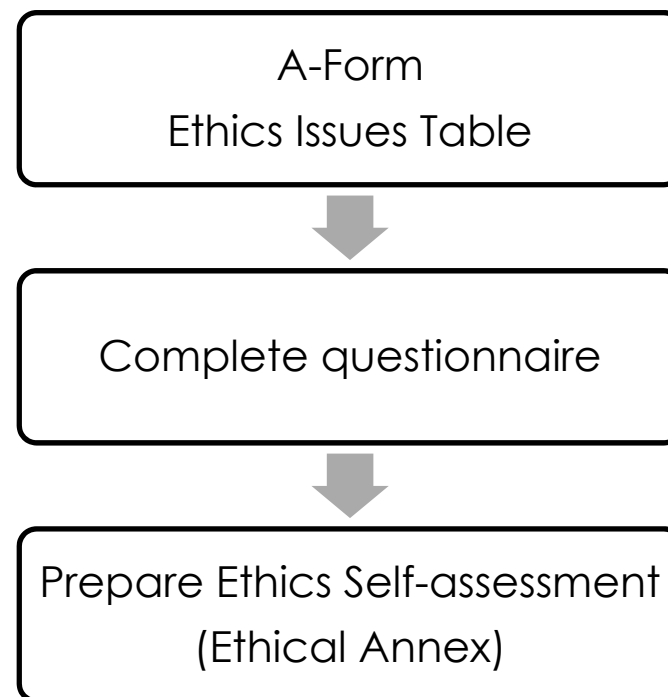 A-Form
Ethics Issues Table
Complete questionnaire
Prepare Ethics Self-assessment
(Ethical Annex)